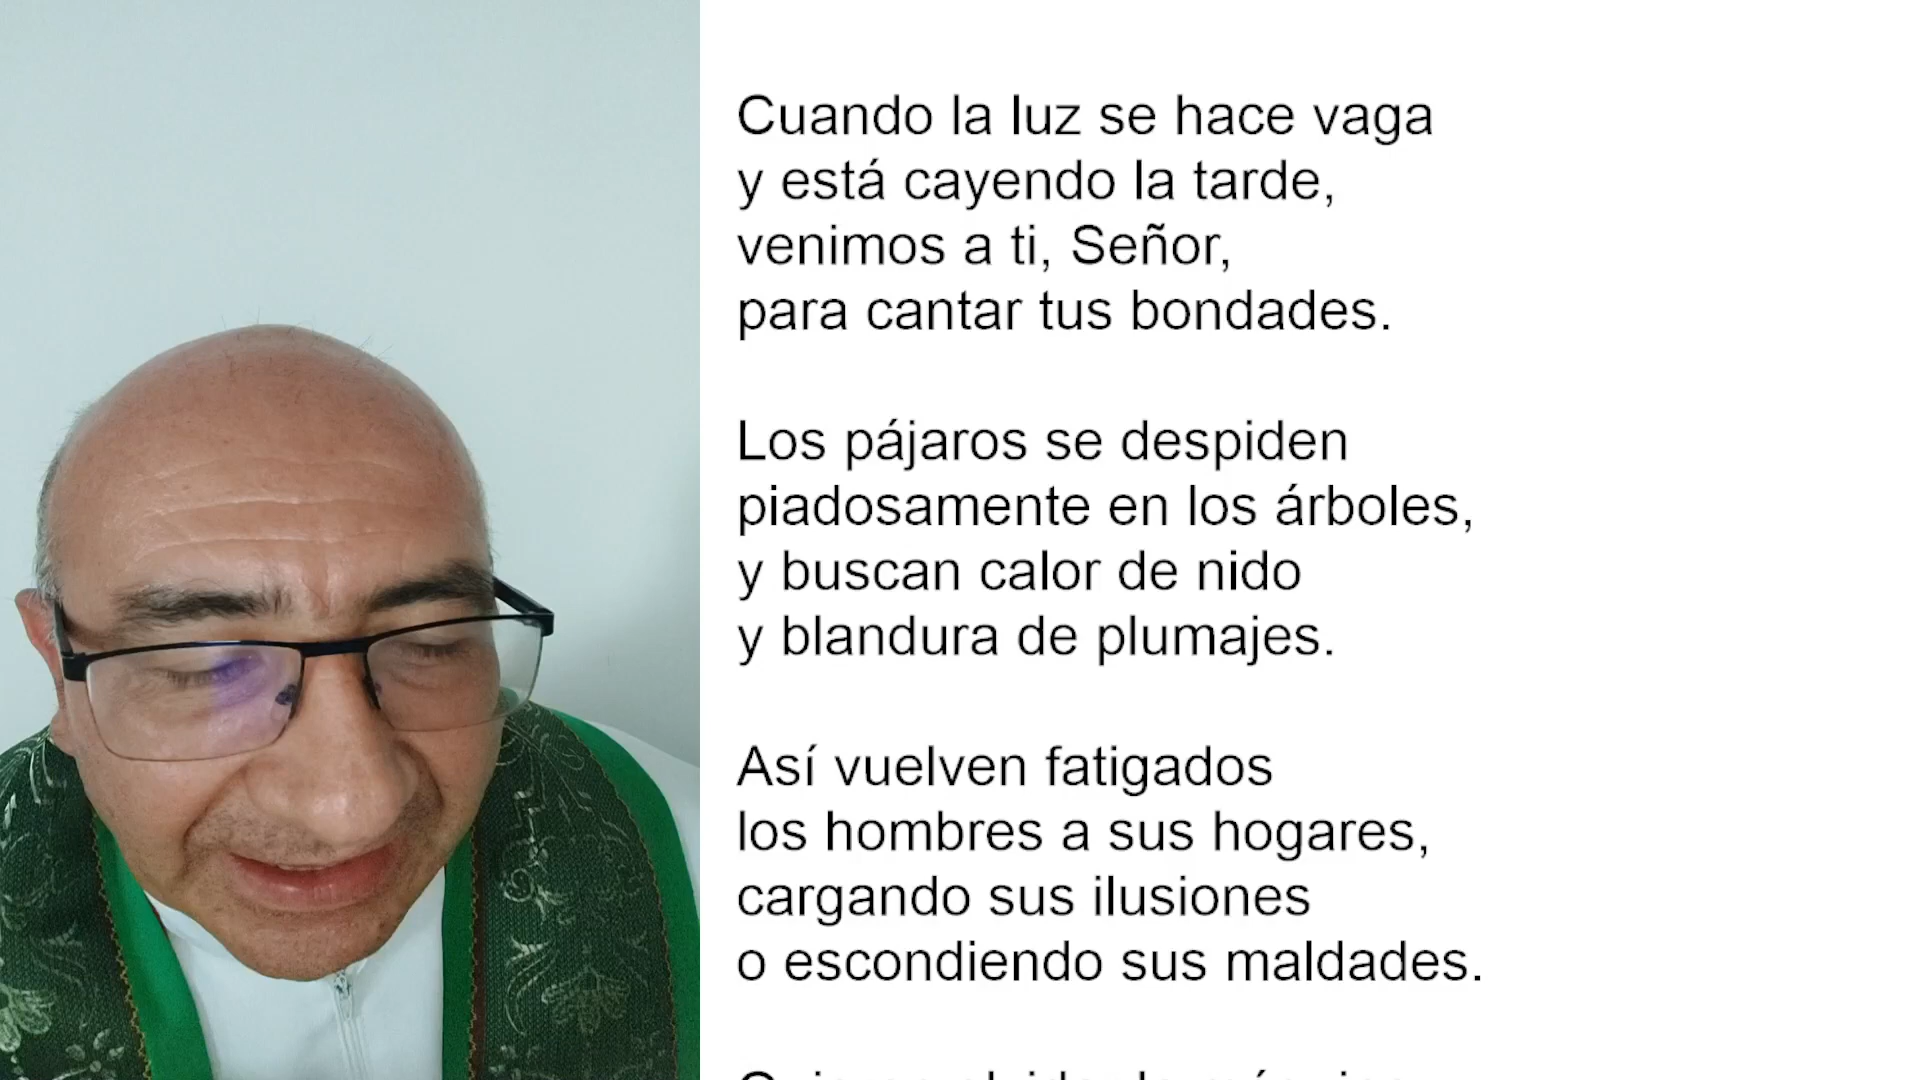 Cuando la luz se hace vaga
y está cayendo la tarde,
venimos a ti, Señor,
para cantar tus bondades.
Los pájaros se despiden
piadosamente en los árboles,
y buscan calor de nido
y blandura de plumajes.
Así vuelven fatigados
los hombres a sus hogares,
cargando sus ilusiones
o escondiendo sus maldades.